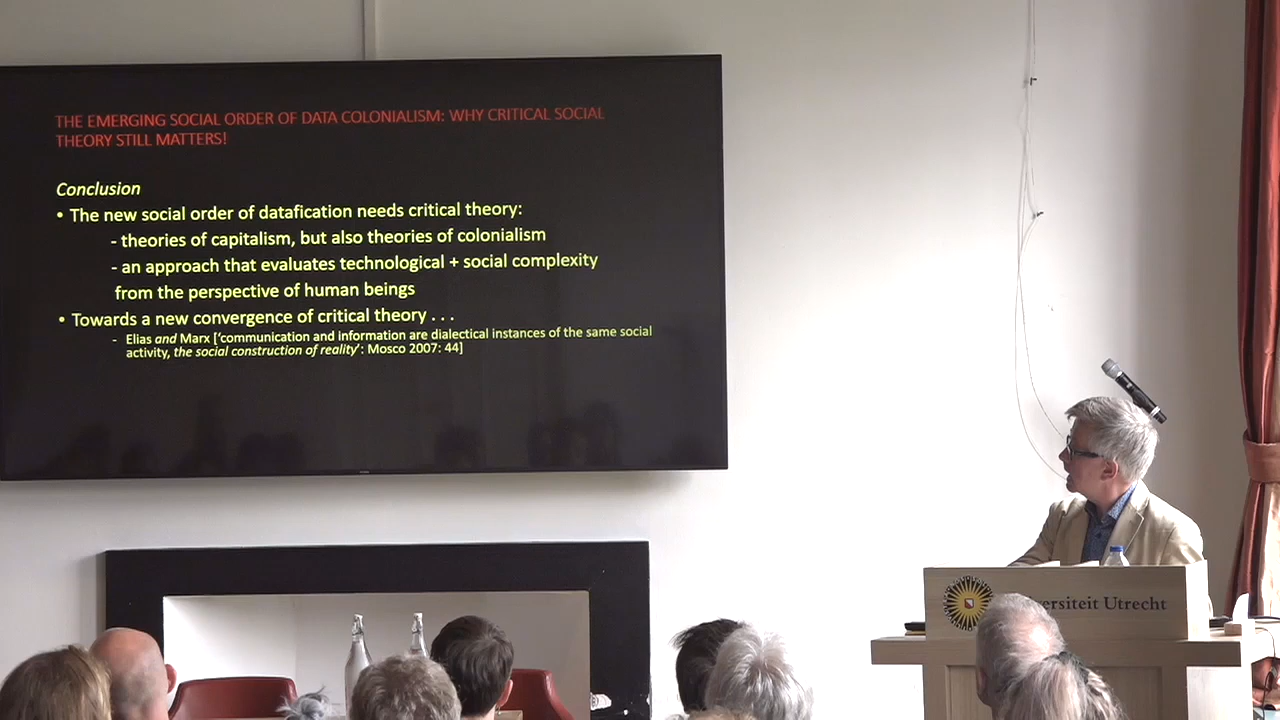 THE EMERGING SOCIAL ORDER OF DATA COLONIALISM: WHY CRITICAL SOCIAL
THEORY STILL MATTERS!
Conclusion
• The new social order of datafication needs critical theory:
- theories of capitalism, but also theories of colonialism
- an approach that evaluates technological + social complexity
from the perspective of human beings
• Towards a new convergence of critical theory . . .
- Elias and Marx [‘communication and information are dialectical instances of the same social
activity, the social construction of reality’: Mosco 2007: 44]
Utrecht